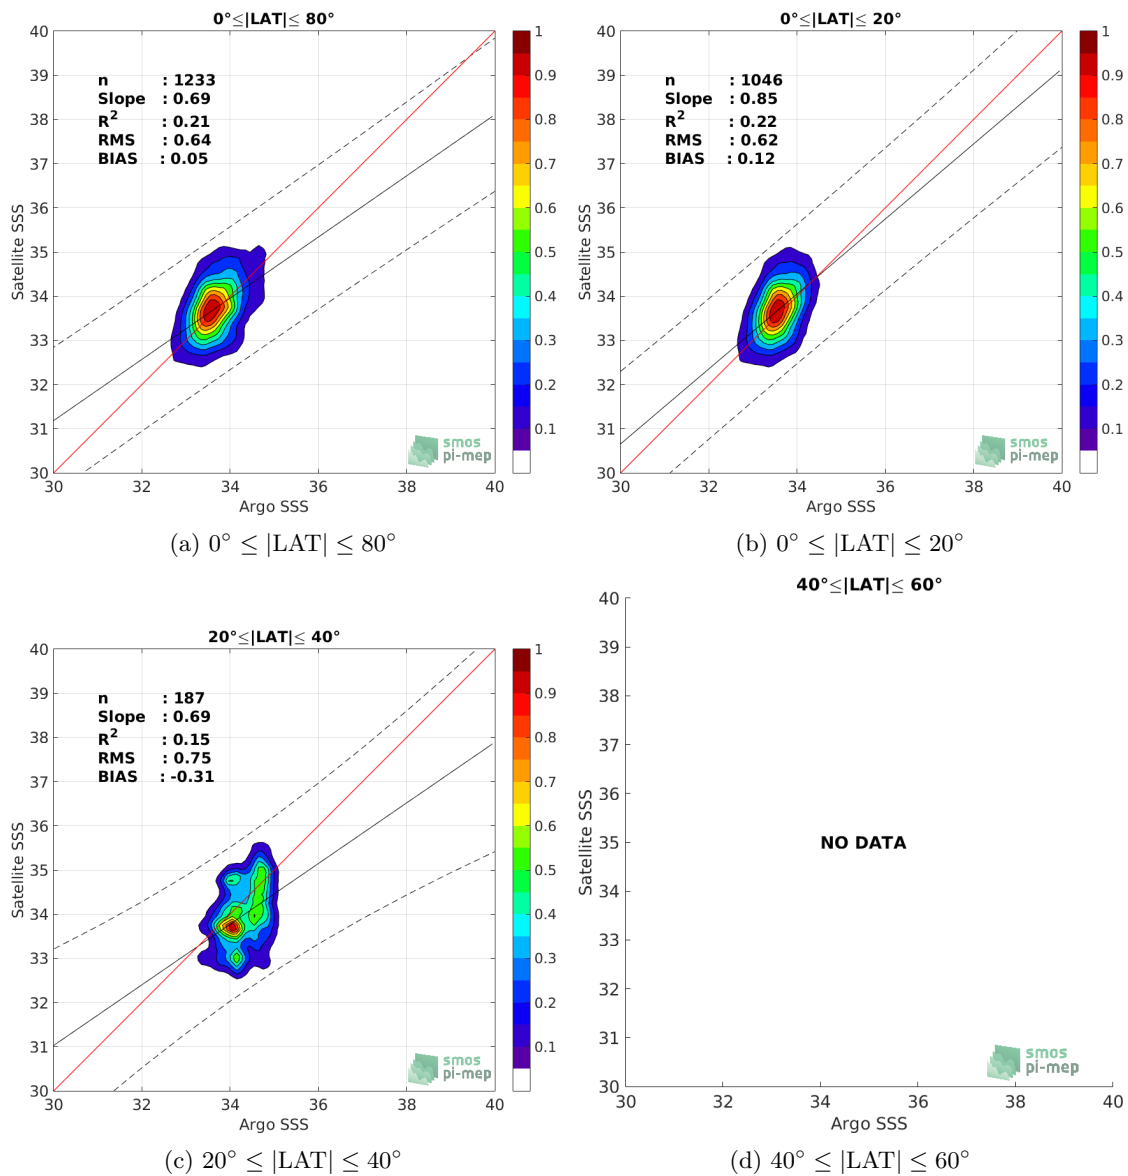 0°≤|LAT|≤ 80°
40
39
38
37
36
35
34
33
32
31
30
Satellite SSS
n : 1233
Slope : 0.69
R² : 0.21
RMS : 0.64
BIAS : 0.05
1
0.9
0.8
0.7
0.6
0.5
0.4
0.3
0.2
0.1
smos
pi-mep
30 32 34 36 38 40
Argo SSS
(a) 0° ≤ |LAT| ≤ 80°
0°≤|LAT|≤ 20°
40
39
38
37
36
35
34
33
32
31
30
Satellite SSS
n : 1046
Slope : 0.85
R² : 0.22
RMS : 0.62
BIAS : 0.12
1
0.9
0.8
0.7
0.6
0.5
0.4
0.3
0.2
0.1
smos
pi-mep
30 32 34 36 38 40
Argo SSS
(b) 0° ≤ |LAT| ≤ 20°
20°≤|LAT|≤ 40°
40
39
38
37
36
35
34
33
32
31
30
Satellite SSS
n : 187
Slope : 0.69
R² : 0.15
RMS : 0.75
BIAS : -0.31
1
0.9
0.8
0.7
0.6
0.5
0.4
0.3
0.2
0.1
smos
pi-mep
30 32 34 36 38 40
Argo SSS
(c) 20° ≤ |LAT| ≤ 40°
40°≤|LAT|≤ 60°
40
39
38
37
36
35
34
33
32
31
30
Satellite SSS
NO DATA
smos
pi-mep
30 32 34 36 38 40
Argo SSS
(d) 40° ≤ |LAT| ≤ 60°